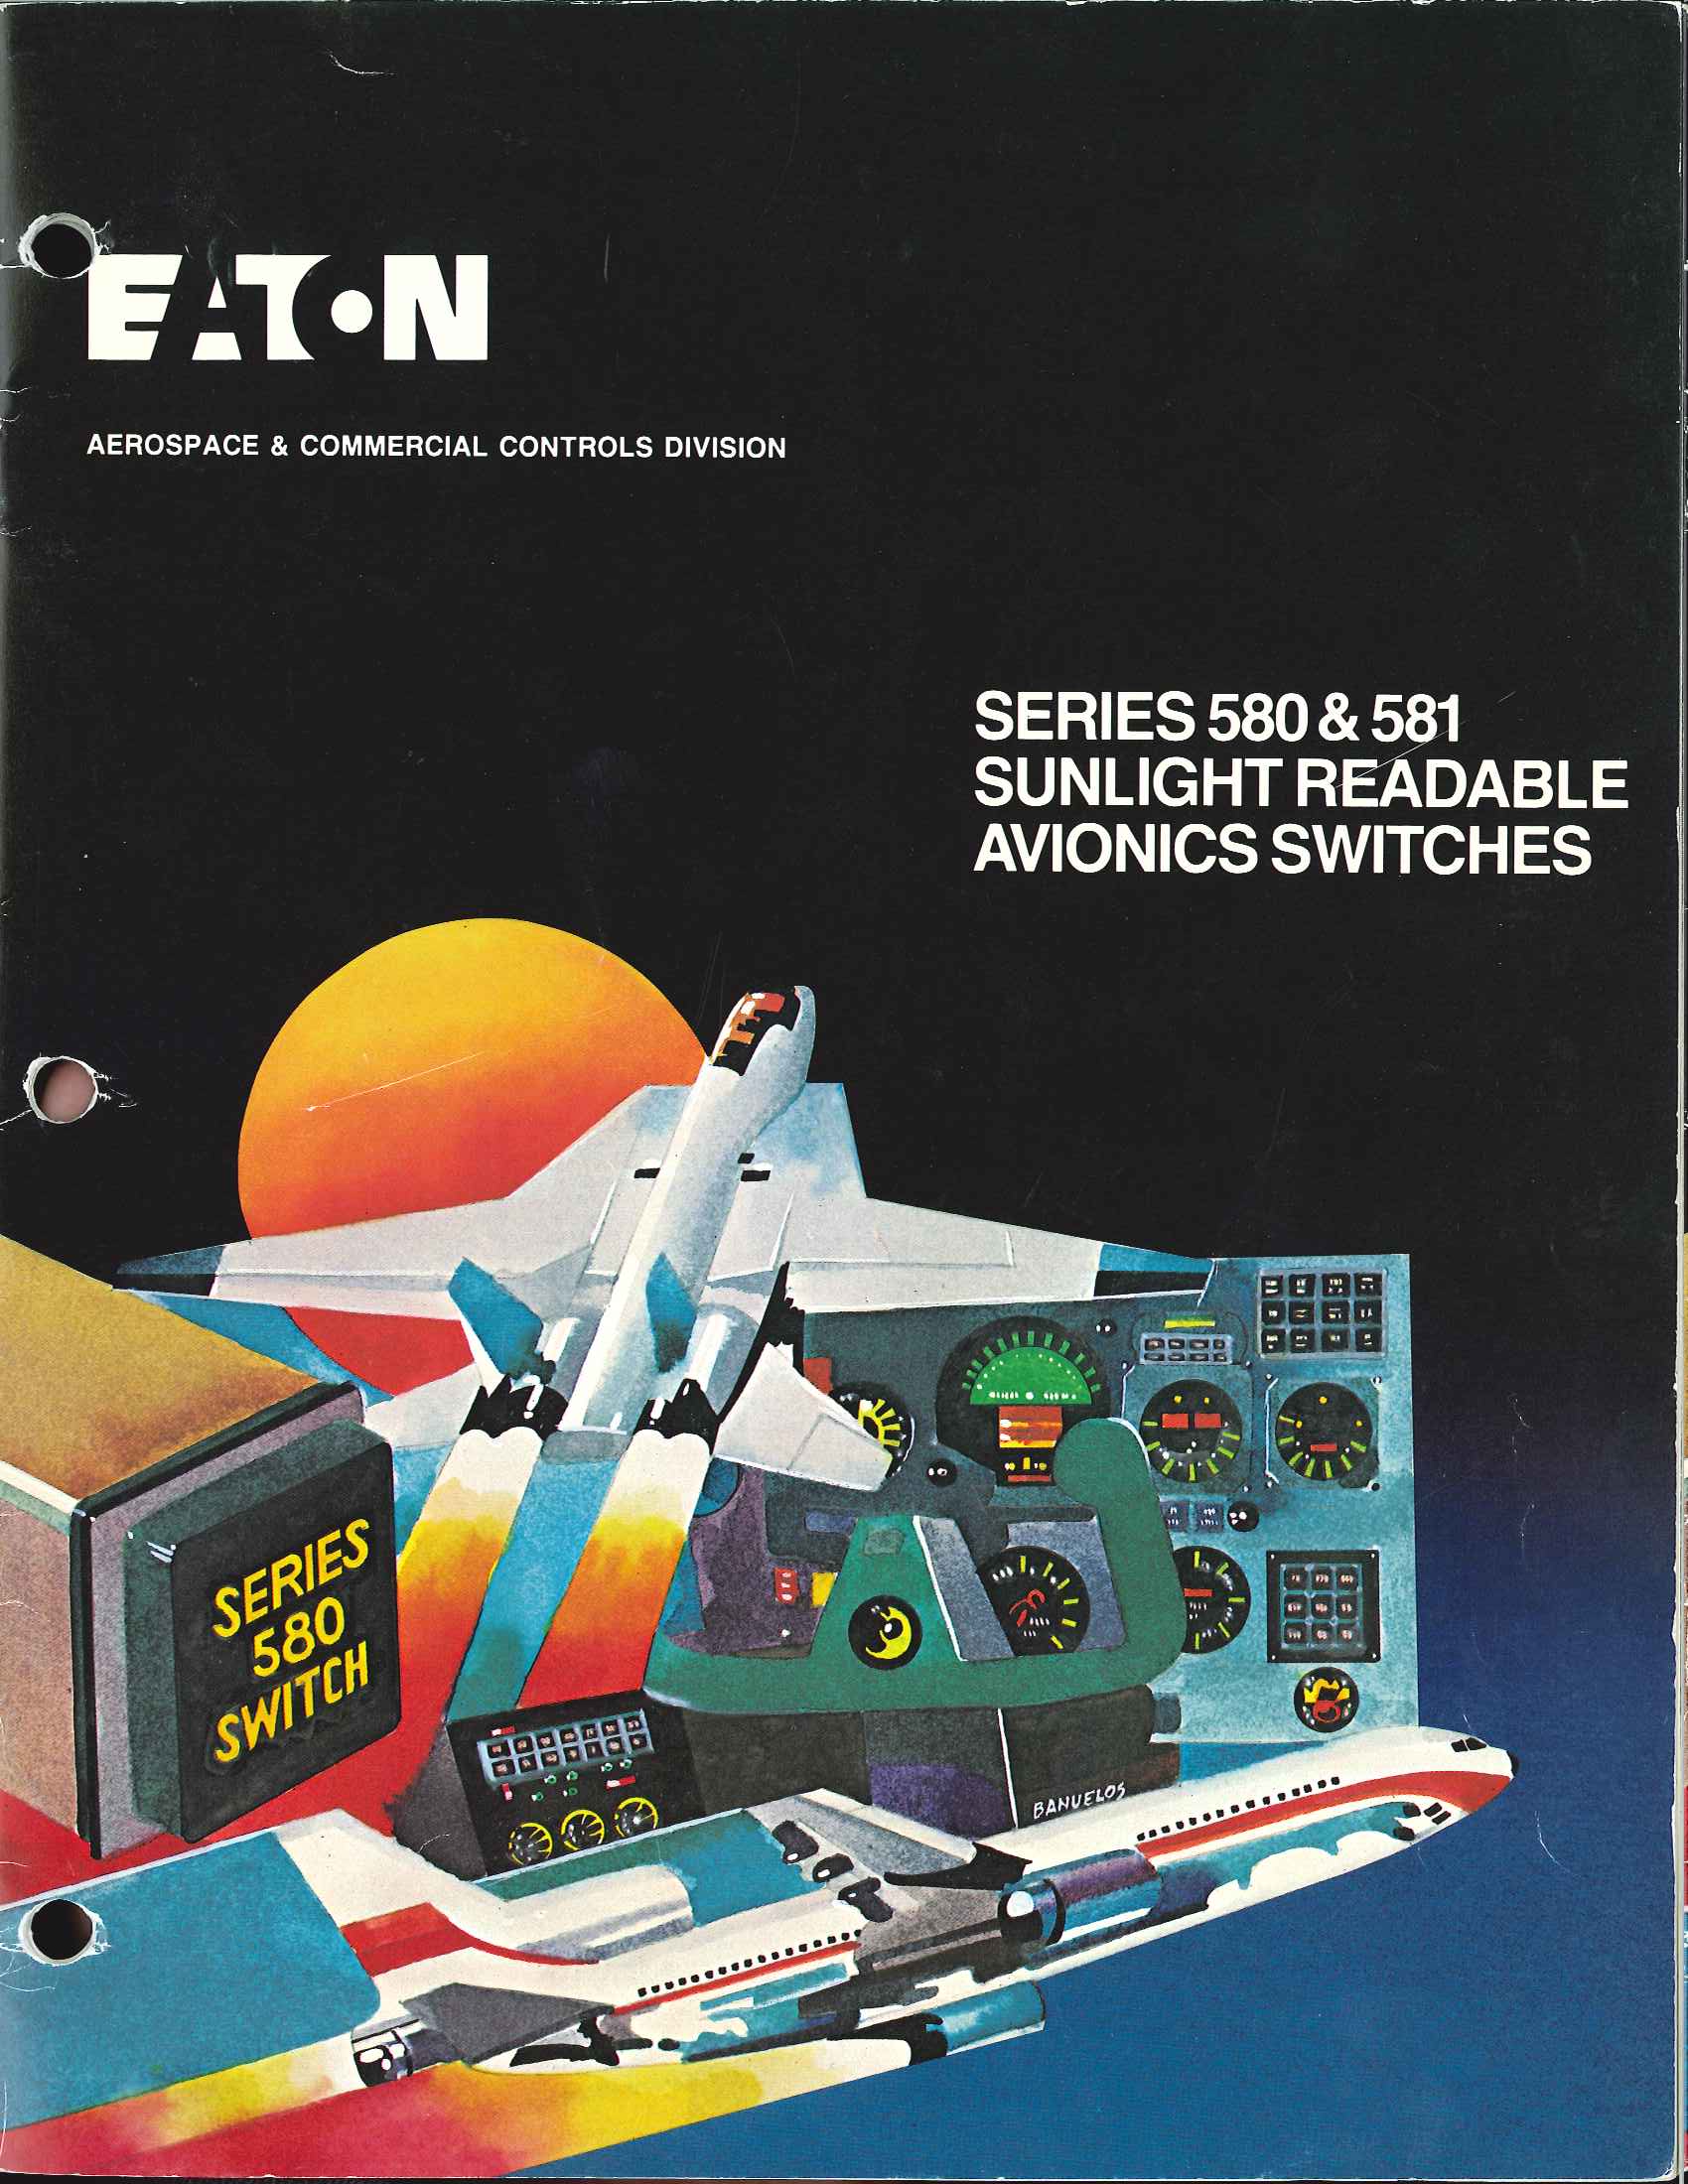 EATON
AEROSPACE & COMMERCIAL CONTROLS DIVISION
SERIES 580 & 581
SUNLIGHT READABLE
AVIONICS SWITCHES
SERIES
580
SWITCH
BANUELOS